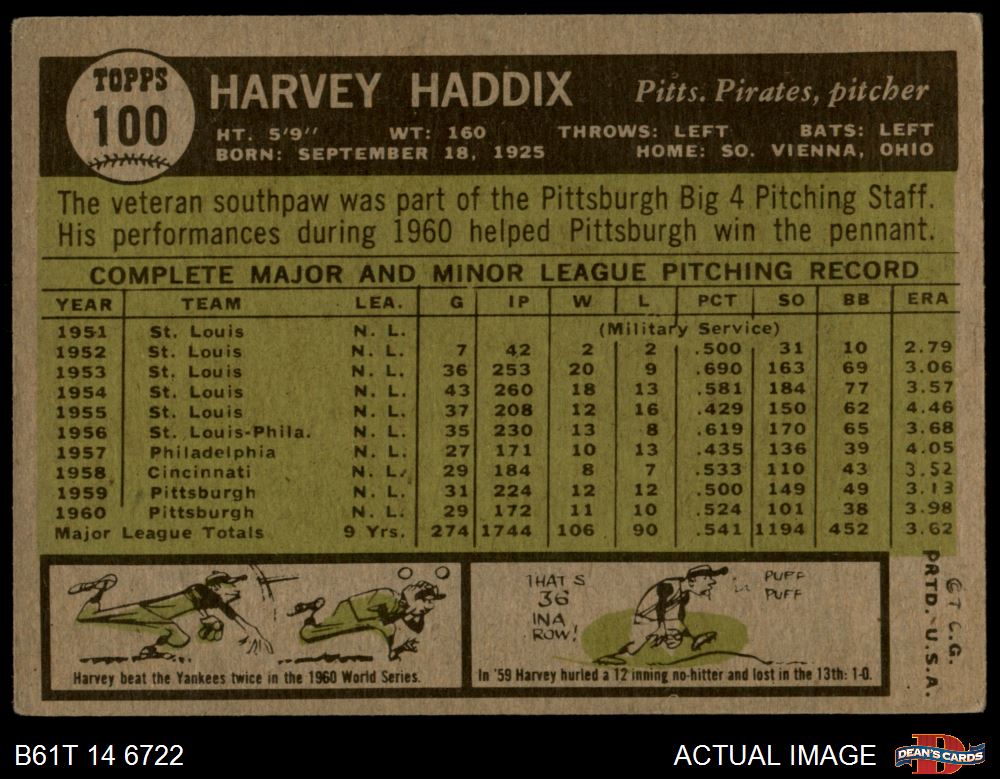 TOPPS
100
HARVEY HADDIX Pitts. Pirates, pitcher
HT. 5'9" WT: 160 THROWS: LEFT BATS: LEFT
BORN: SEPTEMBER 18, 1925 HOME: SO. VIENNA, OHIO
The veteran southpaw was part of the Pittsburgh Big 4 Pitching Staff.
His performances during 1960 helped Pittsburgh win the pennant.
COMPLETE MAJOR AND MINOR LEAGUE PITCHING RECORD
YEAR TEAM LEA. G IP W L PCT SO BB ERA
1951 St. Louis N. L. (Military Service)
1952 St. Louis N. L. 7 42 2 2 .500 31 10 2.79
1953 St. Louis N. L. 36 253 20 9 .690 163 69 3.06
1954 St. Louis N. L. 43 260 18 13 .581 184 77 3.57
1955 St. Louis N. L. 37 208 12 16 .429 150 62 4.46
1956 St. Louis-Phila. N. L. 35 230 13 8 .619 170 65 3.68
1957 Philadelphia N. L. 27 171 10 13 .435 136 39 4.05
1958 Cincinnati N. L. 29 184 8 7 .533 110 43 3.52
1959 Pittsburgh N. L. 31 224 12 12 .500 149 49 3.13
1960 Pittsburgh N. L. 29 172 11 10 .524 101 38 3.98
Major League Totals 9 Yrs. 274 1744 106 90 .541 1194 452 3.62
THAT S
36
IN A
ROW!
PUFF
PUFF
Harvey beat the Yankees twice in the 1960 World Series.
In '59 Harvey hurled a 12 inning no-hitter and lost in the 13th: 1-0.
© T. C. G.
PRTD. U.S.A.
B61T 14 6722 ACTUAL IMAGE
D
DEAN'S CARDS